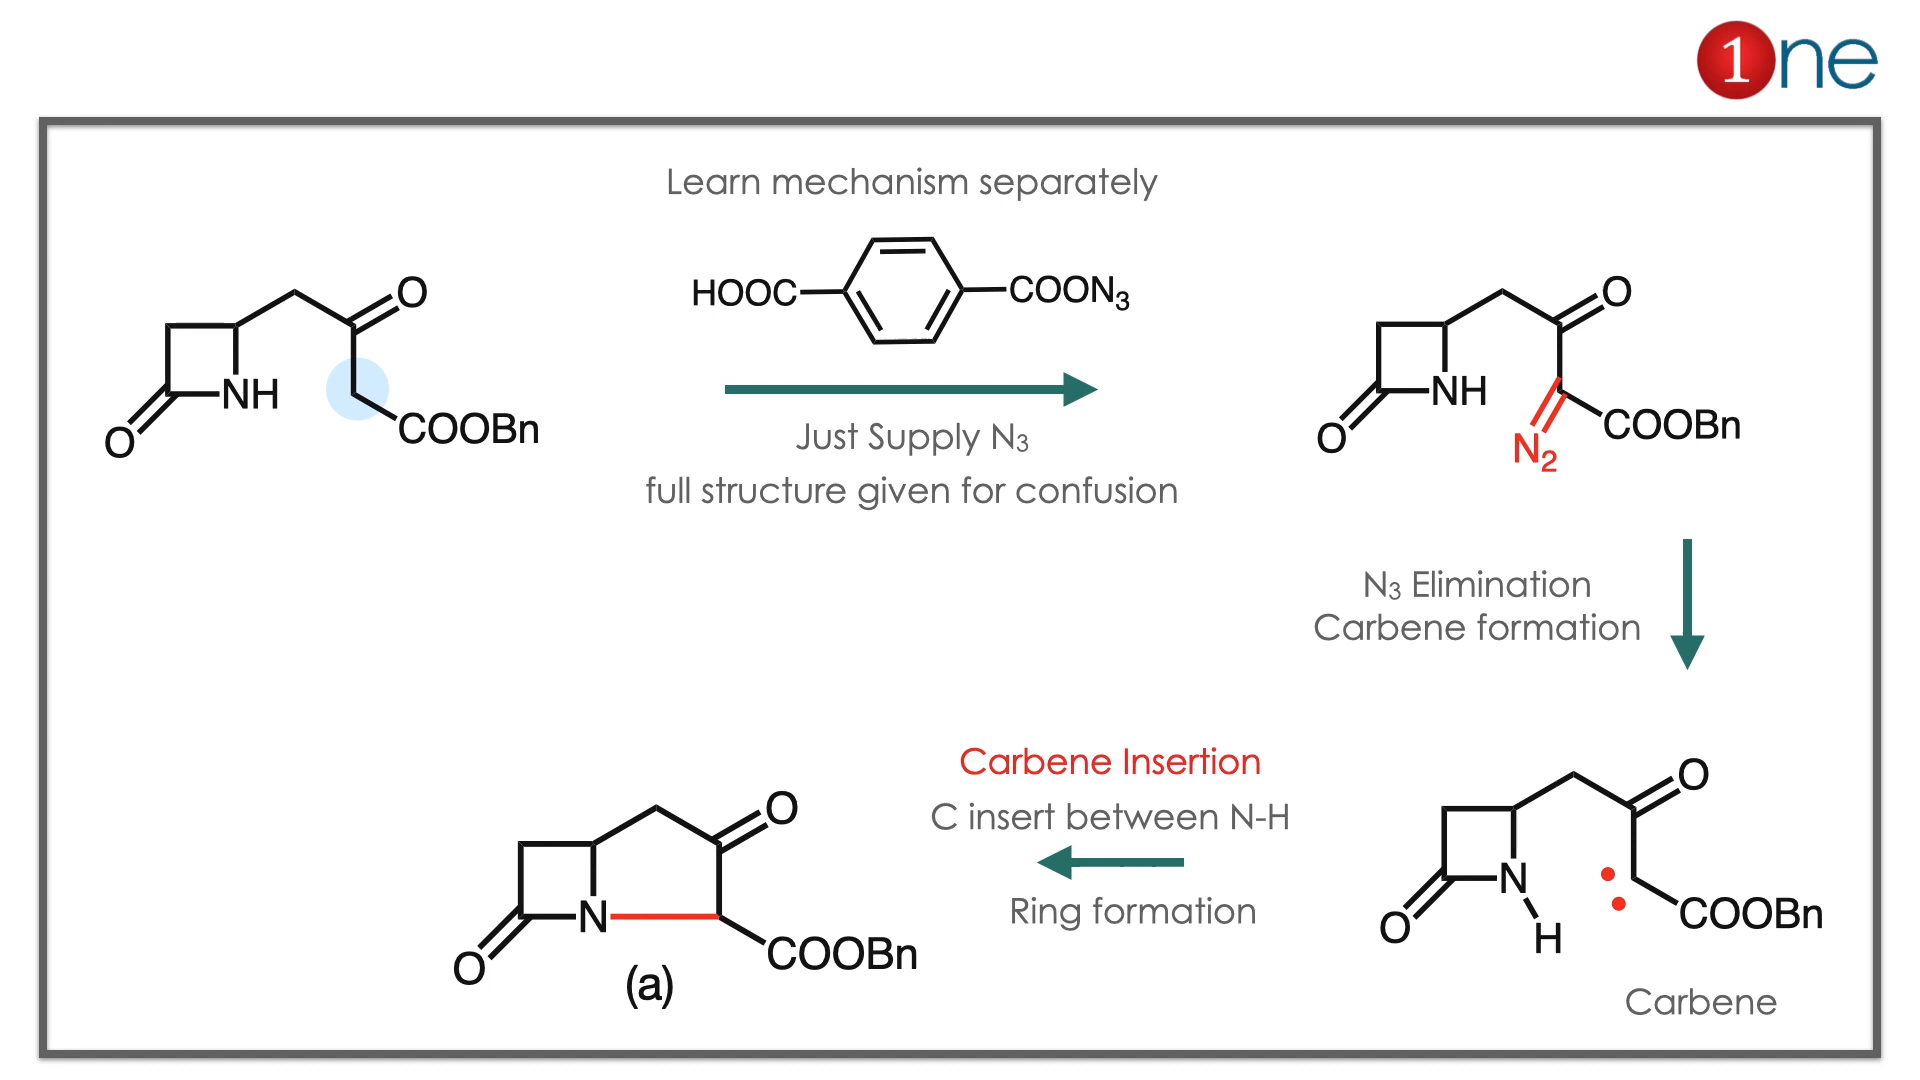 1ne
Learn mechanism separately
HOOC
COON₃
O
NH
O
COOBn
Just Supply N₃
full structure given for confusion
O
NH
O
N₂
COOBn
N₃ Elimination
Carbene formation
Carbene Insertion
C insert between N-H
Ring formation
O
N
O
COOBn
(a)
O
N
H
O
COOBn
Carbene